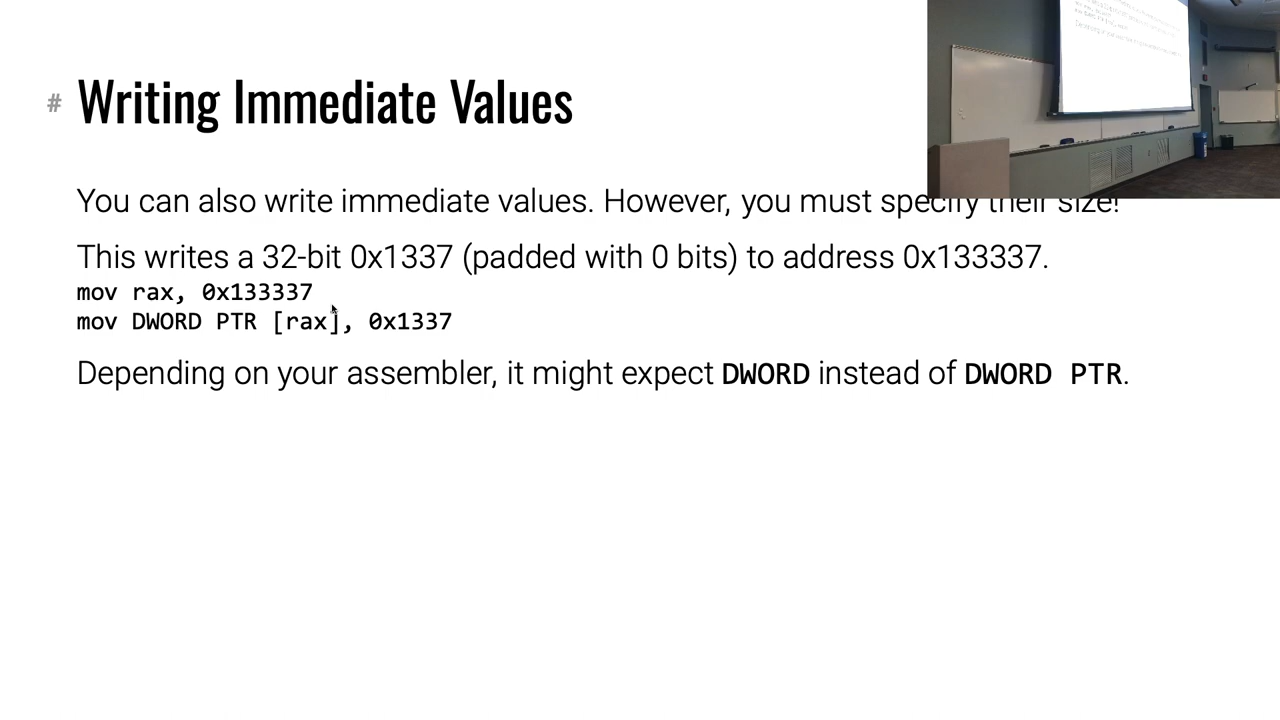 # Writing Immediate Values
You can also write immediate values. However, you must specify their size!
This writes a 32-bit 0x1337 (padded with 0 bits) to address 0x133337.
mov rax, 0x133337
mov DWORD PTR [rax], 0x1337
Depending on your assembler, it might expect DWORD instead of DWORD PTR.